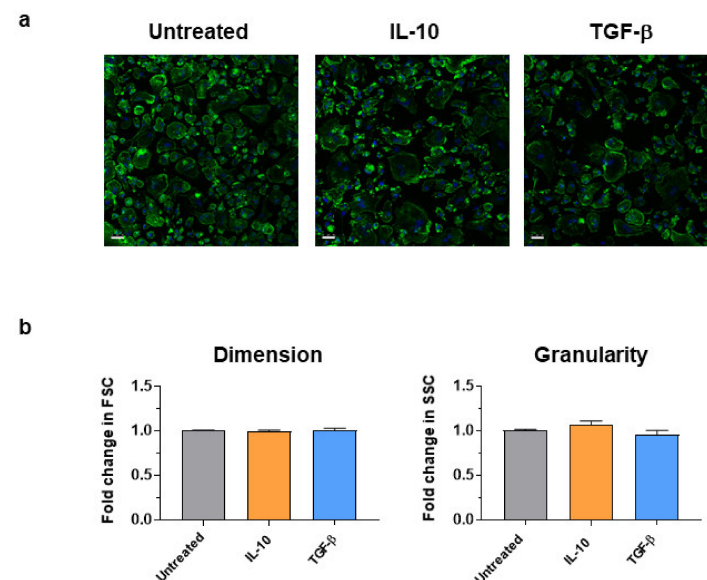 a
Untreated IL-10 TGF-β
b
Dimension Granularity
Fold change in FSC
1.5
1.0
0.5
0.0
Untreated
IL-10
TGF-β
Fold change in SSC
1.5
1.0
0.5
0.0
Untreated
IL-10
TGF-β